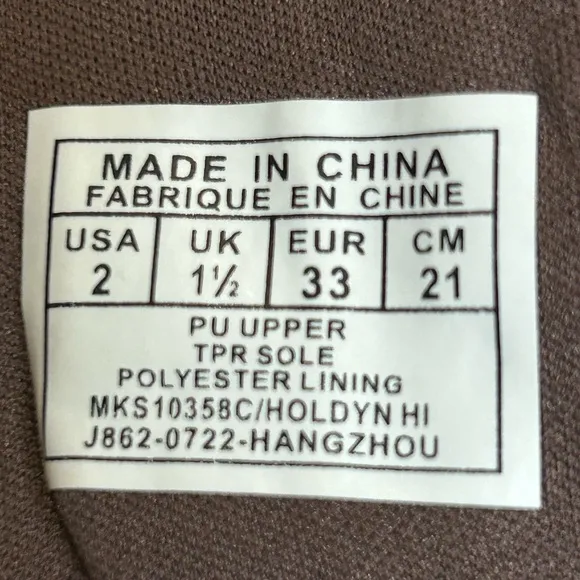 MADE IN CHINA
FABRIQUE EN CHINE
USA UK EUR CM
2 1½ 33 21
PU UPPER
TPR SOLE
POLYESTER LINING
MKS10358C/HOLDYN HI
J862-0722-HANGZHOU